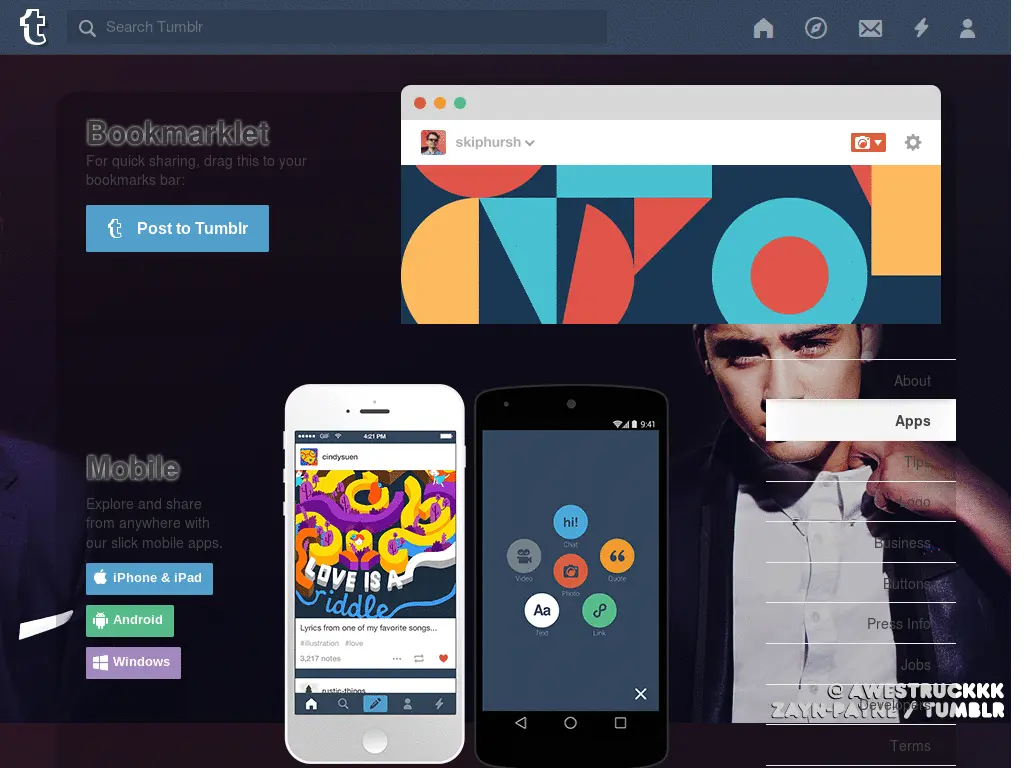 t
Search Tumblr
Bookmarklet
For quick sharing, drag this to your
bookmarks bar:
Post to Tumblr
skiphursh
Mobile
Explore and share
from anywhere with
our slick mobile apps.
iPhone & iPad
Android
Windows
GIF 4:21 PM
cindysuen
LOVE IS A
riddle
Lyrics from one of my favorite songs...
#illustration #love
3,217 notes
rustic-things
9:41
hi!
Chat
Video
Quote
Photo
Aa
Text
Link
About
Apps
Tips
Logo
Business
Buttons
Press Info
Jobs
Developers
Terms
© AWESTRUCKKK
ZAYN-PAYNE / TUMBLR